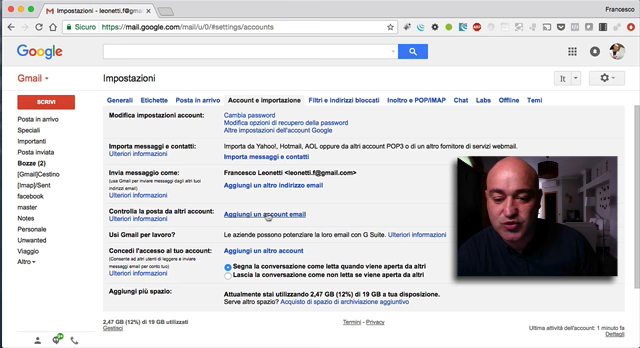 Impostazioni - leonetti.f@gmai
Francesco
Sicuro https://mail.google.com/mail/u/0/#settings/accounts
Google
Gmail
Impostazioni
It
SCRIVI
Generali Etichette Posta in arrivo Account e importazione Filtri e indirizzi bloccati Inoltro e POP/IMAP Chat Labs Offline Temi
Posta in arrivo
Speciali
Importanti
Posta inviata
Bozze (2)
[Gmail]Cestino
[Imap]/Sent
Facebook
master
Notes
Personale
Unwanted
Viaggio
Altro
Modifica impostazioni account:
Cambia password
Modifica opzioni di recupero della password
Altre impostazioni dell'account Google
Importa messaggi e contatti:
Ulteriori informazioni
Importa da Yahoo!, Hotmail, AOL oppure da altri account POP3 o di un altro fornitore di servizi webmail.
Importa messaggi e contatti
Invia messaggio come:
(usa Gmail per inviare messaggi dagli altri tuoi
indirizzi email)
Ulteriori informazioni
Francesco Leonetti <leonetti.f@gmail.com>
Aggiungi un altro indirizzo email
Controlla la posta da altri account:
Ulteriori informazioni
Aggiungi un account email
Usi Gmail per lavoro?
Le aziende possono potenziare la loro email con G Suite. Ulteriori informazioni
Concedi l'accesso al tuo account:
(Consente ad altri utenti di leggere e inviare
messaggi email per conto tuo)
Ulteriori informazioni
Aggiungi un altro account
Segna la conversazione come letta quando viene aperta da altri
Lascia la conversazione come non letta se viene aperta da altri
Aggiungi più spazio:
Attualmente stai utilizzando 2,47 GB (12%) di 19 GB a tua disposizione.
Serve altro spazio? Acquisto di spazio di archiviazione aggiuntivo
2,47 GB (12%) di 19 GB utilizzati
Gestisci
Termini - Privacy
Ultima attività dell'account: 1 minuto fa
Dettagli